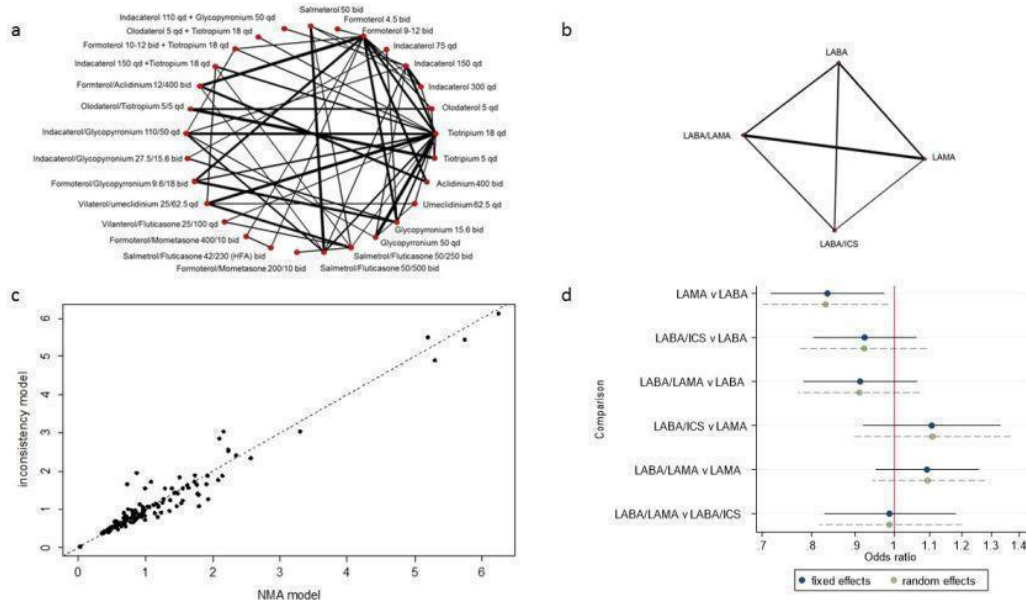 a
Indacaterol 110 qd + Glycopyrronium 50 qd
Olodaterol 5 qd + Tiotropium 18 qd
Formoterol 10-12 bid + Tiotropium 18 qd
Indacaterol 150 qd +Tiotropium 18 qd
Formterol/Aclidinium 12/400 bid
Olodaterol/Tiotropium 5/5 qd
Indacaterol/Glycopyrronium 110/50 qd
Indacaterol/Glycopyrronium 27.5/15.6 bid
Formoterol/Glycopyrronium 9.6/18 bid
Vilaterol/umeclidinium 25/62.5 qd
Vilanterol/Fluticasone 25/100 qd
Formoterol/Mometasone 400/10 bid
Salmetrol/Fluticasone 42/230 (HFA) bid
Formoterol/Mometasone 200/10 bid
Salmeterol 50 bid
Formoterol 4.5 bid
Formoterol 9-12 bid
Indacaterol 75 qd
Indacaterol 150 qd
Indacaterol 300 qd
Olodaterol 5 qd
Tiotripium 18 qd
Tiotripium 5 qd
Aclidinium 400 bid
Umeclidinium 62.5 qd
Glycopyrronium 15.6 bid
Glycopyrronium 50 qd
Salmetrol/Fluticasone 50/250 bid
Salmetrol/Fluticasone 50/500 bid
b
LABA
LABA/LAMA
LAMA
LABA/ICS
c
inconsistency model
6
5
4
3
2
1
0
0 1 2 3 4 5 6
NMA model
d
Comparison
LAMA v LABA
LABA/ICS v LABA
LABA/LAMA v LABA
LABA/ICS v LAMA
LABA/LAMA v LAMA
LABA/LAMA v LABA/ICS
.7 .8 .9 1 1.1 1.2 1.3 1.4
Odds ratio
fixed effects random effects